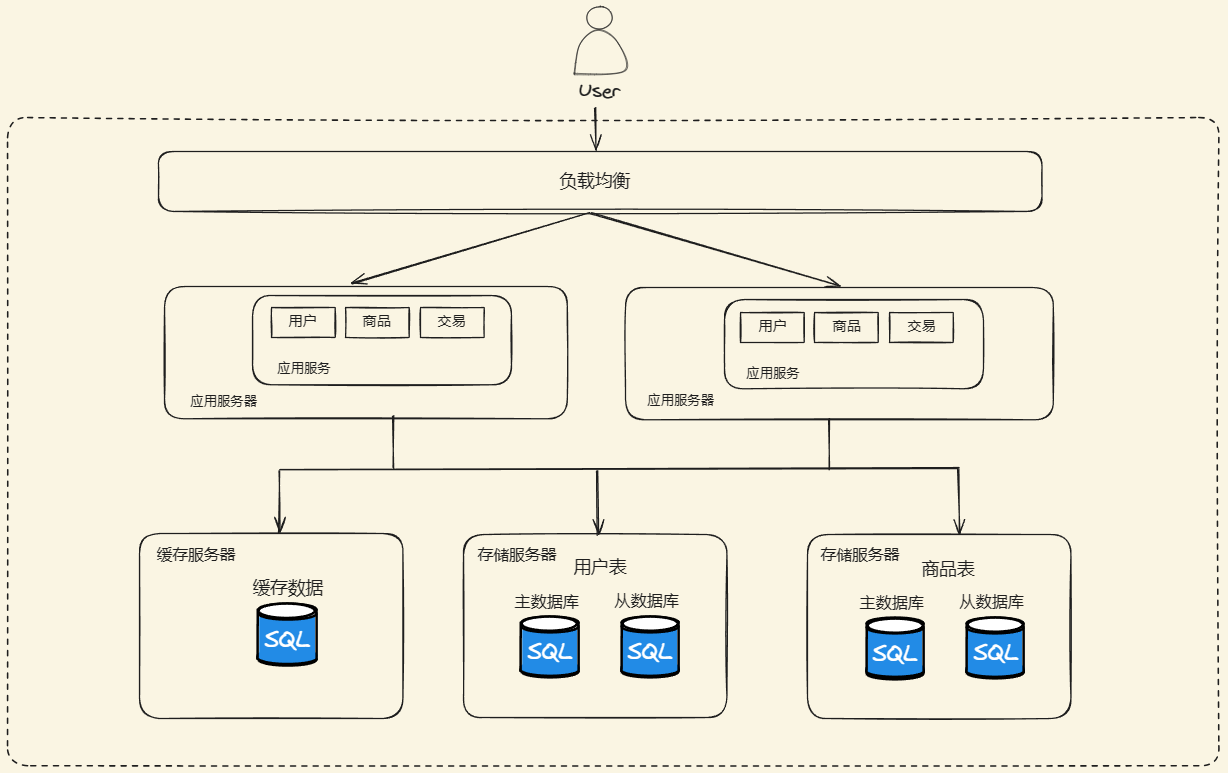 User
负载均衡
用户
商品
交易
应用服务
应用服务器
用户
商品
交易
应用服务
应用服务器
缓存服务器
缓存数据
SQL
存储服务器
用户表
主数据库
从数据库
SQL
SQL
存储服务器
商品表
主数据库
从数据库
SQL
SQL